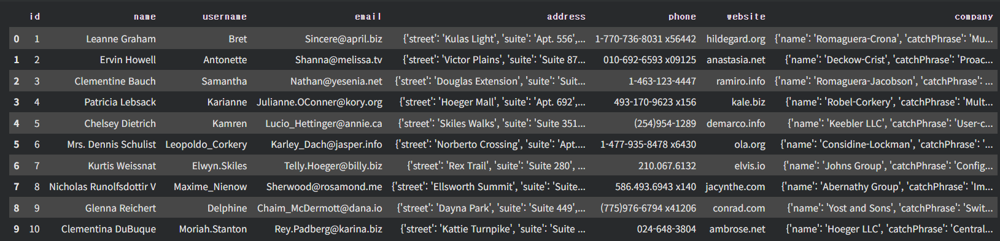 id name username email address phone website company
0 1 Leanne Graham Bret Sincere@april.biz {'street': 'Kulas Light', 'suite': 'Apt. 556',... 1-770-736-8031 x56442 hildegard.org {'name': 'Romaguera-Crona', 'catchPhrase': 'Mu...
1 2 Ervin Howell Antonette Shanna@melissa.tv {'street': 'Victor Plains', 'suite': 'Suite 87... 010-692-6593 x09125 anastasia.net {'name': 'Deckow-Crist', 'catchPhrase': 'Proac...
2 3 Clementine Bauch Samantha Nathan@yesenia.net {'street': 'Douglas Extension', 'suite': 'Suit... 1-463-123-4447 ramiro.info {'name': 'Romaguera-Jacobson', 'catchPhrase': ...
3 4 Patricia Lebsack Karianne Julianne.OConner@kory.org {'street': 'Hoeger Mall', 'suite': 'Apt. 692',... 493-170-9623 x156 kale.biz {'name': 'Robel-Corkery', 'catchPhrase': 'Mult...
4 5 Chelsey Dietrich Kamren Lucio_Hettinger@annie.ca {'street': 'Skiles Walks', 'suite': 'Suite 351... (254)954-1289 demarco.info {'name': 'Keebler LLC', 'catchPhrase': 'User-c...
5 6 Mrs. Dennis Schulist Leopoldo_Corkery Karley_Dach@jasper.info {'street': 'Norberto Crossing', 'suite': 'Apt.... 1-477-935-8478 x6430 ola.org {'name': 'Considine-Lockman', 'catchPhrase': '...
6 7 Kurtis Weissnat Elwyn.Skiles Telly.Hoeger@billy.biz {'street': 'Rex Trail', 'suite': 'Suite 280', ... 210.067.6132 elvis.io {'name': 'Johns Group', 'catchPhrase': 'Config...
7 8 Nicholas Runolfsdottir V Maxime_Nienow Sherwood@rosamond.me {'street': 'Ellsworth Summit', 'suite': 'Suite... 586.493.6943 x140 jacynthe.com {'name': 'Abernathy Group', 'catchPhrase': 'Im...
8 9 Glenna Reichert Delphine Chaim_McDermott@dana.io {'street': 'Dayna Park', 'suite': 'Suite 449',... (775)976-6794 x41206 conrad.com {'name': 'Yost and Sons', 'catchPhrase': 'Swit...
9 10 Clementina DuBuque Moriah.Stanton Rey.Padberg@karina.biz {'street': 'Kattie Turnpike', 'suite': 'Suite ... 024-648-3804 ambrose.net {'name': 'Hoeger LLC', 'catchPhrase': 'Central...